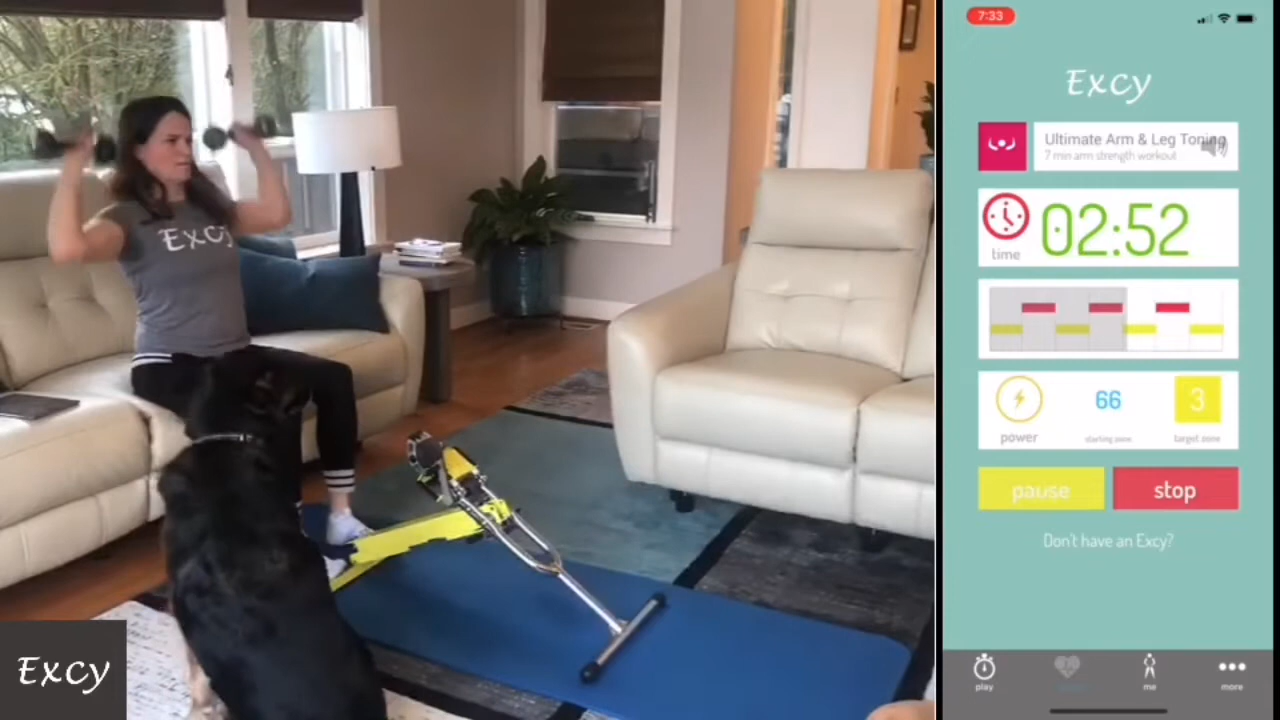 Excy
Excy
7:33
Excy
Ultimate Arm & Leg Toning
7 min arm strength workout
time
02:52
power
66
starting zone
3
target zone
pause
stop
Don't have an Excy?
play
me
more